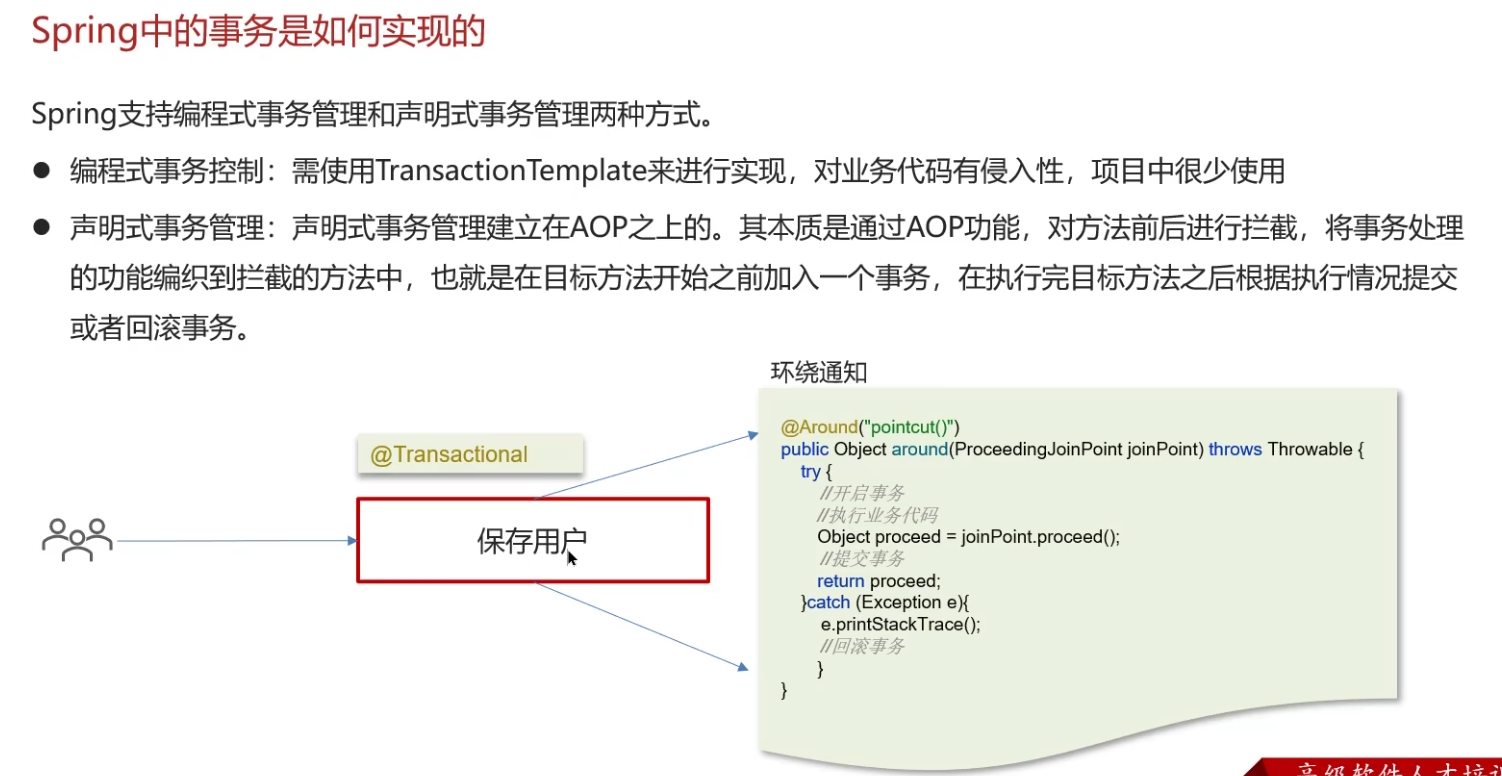 Spring中的事务是如何实现的
Spring支持编程式事务管理和声明式事务管理两种方式。
● 编程式事务控制：需使用TransactionTemplate来进行实现，对业务代码有侵入性，项目中很少使用
● 声明式事务管理：声明式事务管理建立在AOP之上的。其本质是通过AOP功能，对方法前后进行拦截，将事务处理
的功能编织到拦截的方法中，也就是在目标方法开始之前加入一个事务，在执行完目标方法之后根据执行情况提交
或者回滚事务。
环绕通知
@Transactional
保存用户
@Around("pointcut()")
public Object around(ProceedingJoinPoint joinPoint) throws Throwable {
try {
//开启事务
//执行业务代码
Object proceed = joinPoint.proceed();
//提交事务
return proceed;
}catch (Exception e){
e.printStackTrace();
//回滚事务
}
}
高级软件人才培